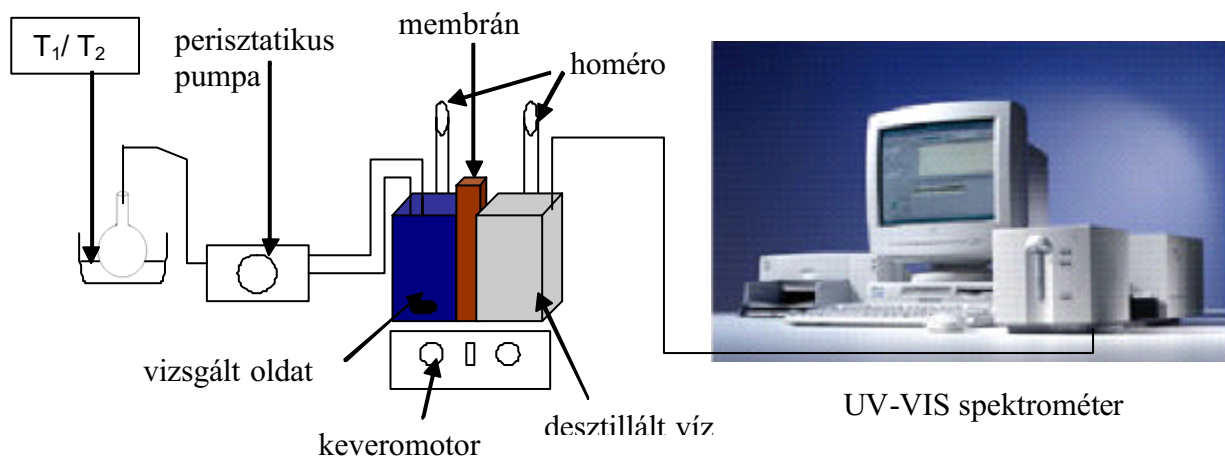 T1/ T2
perisztatikus
pumpa
membrán
homéro
vizsgált oldat
keveromotor
desztillált víz
UV-VIS spektrométer